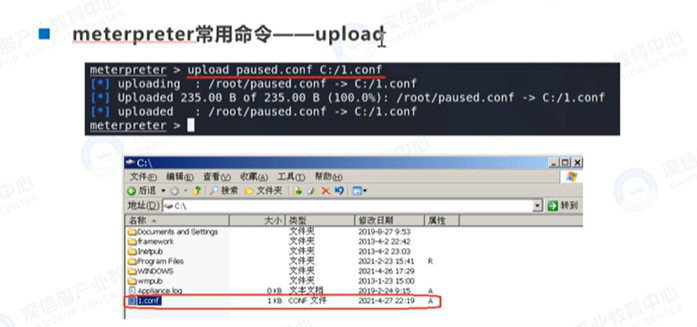 meterpreter常用命令——upload
meterpreter > upload paused.conf C:/1.conf
[*] uploading  : /root/paused.conf -> C:/1.conf
[*] Uploaded 235.00 B of 235.00 B (100.0%): /root/paused.conf -> C:/1.conf
[*] uploaded   : /root/paused.conf -> C:/1.conf
meterpreter >
C:\
文件(F) 编辑(E) 查看(V) 收藏(A) 工具(T) 帮助(H)
后退 搜索 文件夹
地址(D) C:\ 转到
名称 大小 类型 修改日期 属性
Documents and Settings 文件夹 2019-8-27 9:53
framework 文件夹 2013-4-2 22:42
Inetpub 文件夹 2013-4-2 23:03
Program Files 文件夹 2021-2-23 15:41 R
WINDOWS 文件夹 2021-4-26 17:29
wmpub 文件夹 2013-1-23 15:00
Appliance.log 0 KB 文本文档 2019-2-24 9:15 A
1.conf 1 KB CONF 文件 2021-4-27 22:19 A
深信服产业教育中心